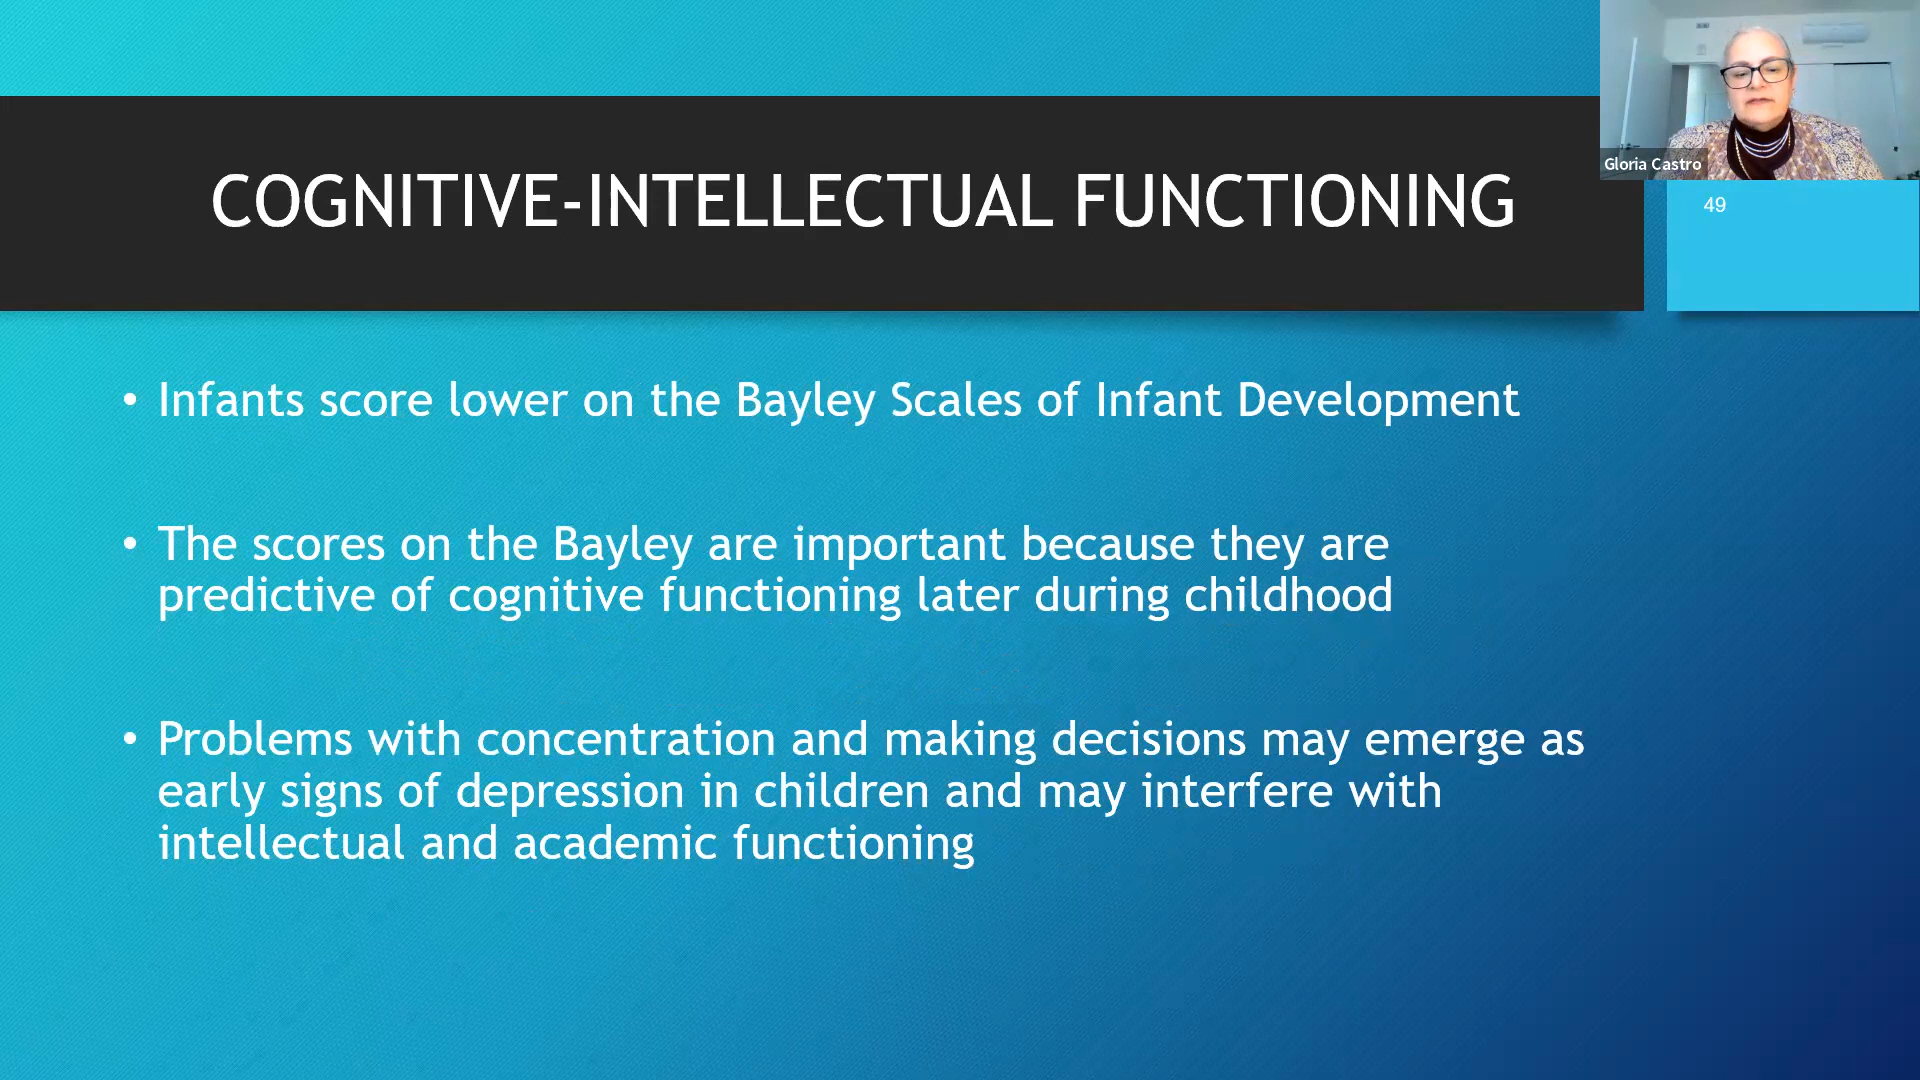 COGNITIVE-INTELLECTUAL FUNCTIONING
Gloria Castro
49
• Infants score lower on the Bayley Scales of Infant Development
• The scores on the Bayley are important because they are
predictive of cognitive functioning later during childhood
• Problems with concentration and making decisions may emerge as
early signs of depression in children and may interfere with
intellectual and academic functioning